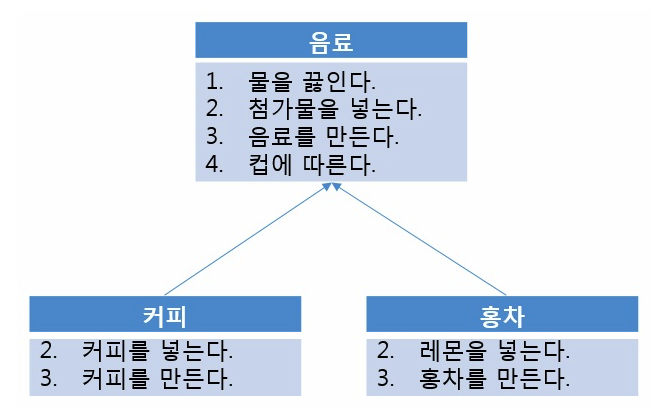 음료
1. 물을 끓인다.
2. 첨가물을 넣는다.
3. 음료를 만든다.
4. 컵에 따른다.
커피
2. 커피를 넣는다.
3. 커피를 만든다.
홍차
2. 레몬을 넣는다.
3. 홍차를 만든다.